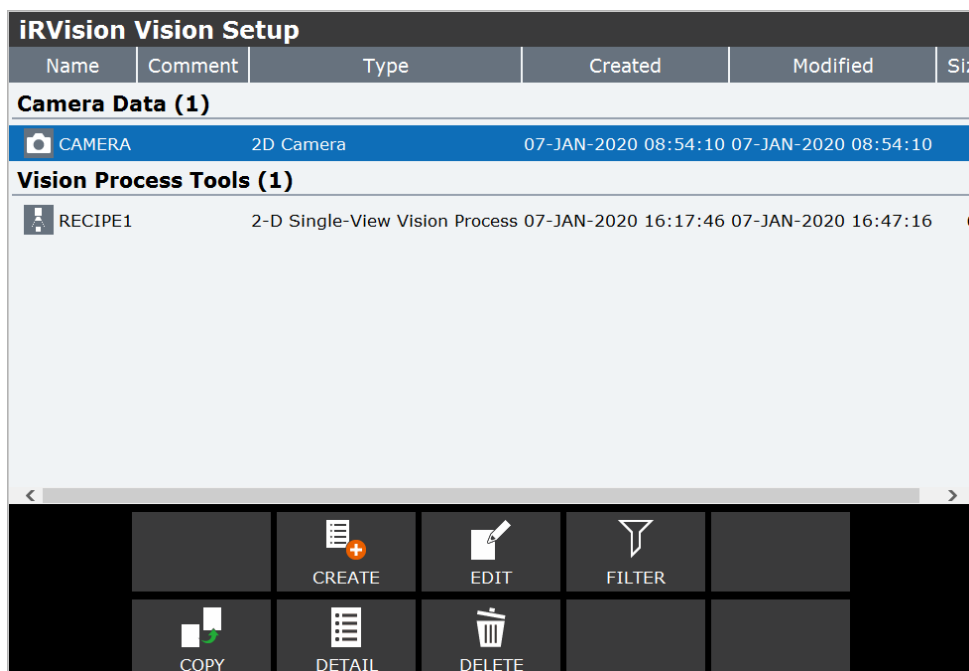 iRVision Vision Setup
Name Comment Type Created Modified
Camera Data (1)
CAMERA 2D Camera 07-JAN-2020 08:54:10 07-JAN-2020 08:54:10
Vision Process Tools (1)
RECIPE1 2-D Single-View Vision Process 07-JAN-2020 16:17:46 07-JAN-2020 16:47:16
CREATE EDIT FILTER
COPY DETAIL DELETE